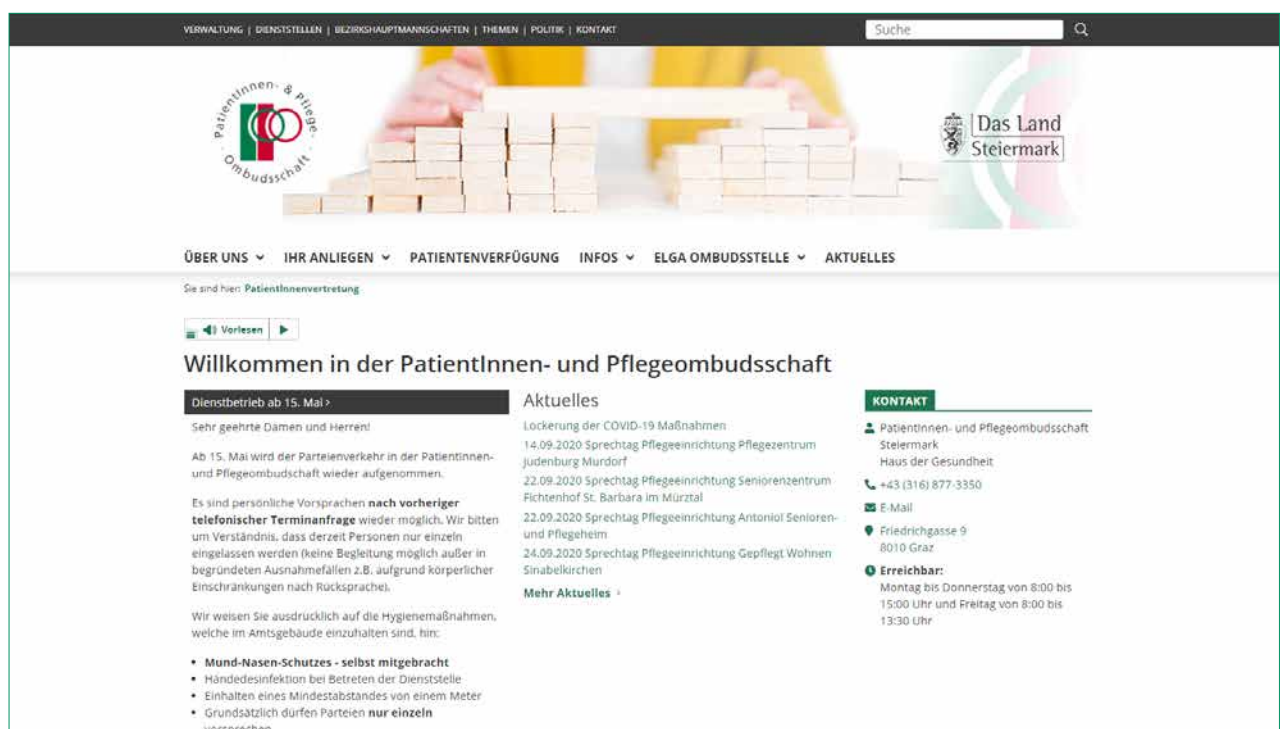 VERWALTUNG | DIENSTSTELLEN | BEZIRKSHAUPTMANNSCHAFTEN | THEMEN | POLITIK | KONTAKT
Suche
PatientInnen- & Pflege-
Ombudsschaft
Das Land
Steiermark
ÜBER UNS IHR ANLIEGEN PATIENTENVERFÜGUNG INFOS ELGA OMBUDSSTELLE AKTUELLES
Sie sind hier: PatientInnenvertretung
Vorlesen
Willkommen in der PatientInnen- und Pflegeombudsschaft
Dienstbetrieb ab 15. Mai ›
Sehr geehrte Damen und Herren!
Ab 15. Mai wird der Parteienverkehr in der PatientInnen-
und Pflegeombudschaft wieder aufgenommen.
Es sind persönliche Vorsprachen nach vorheriger
telefonischer Terminanfrage wieder möglich. Wir bitten
um Verständnis, dass derzeit Personen nur einzeln
eingelassen werden (keine Begleitung möglich außer in
begründeten Ausnahmefällen z.B. aufgrund körperlicher
Einschränkungen nach Rücksprache).
Wir weisen Sie ausdrücklich auf die Hygienemaßnahmen,
welche im Amtsgebäude einzuhalten sind, hin:
• Mund-Nasen-Schutzes - selbst mitgebracht
• Händedesinfektion bei Betreten der Dienststelle
• Einhalten eines Mindestabstandes von einem Meter
• Grundsätzlich dürfen Parteien nur einzeln
vorsprechen
Aktuelles
Lockerung der COVID-19 Maßnahmen
14.09.2020 Sprechtag Pflegeeinrichtung Pflegezentrum
Judenburg Murdorf
22.09.2020 Sprechtag Pflegeeinrichtung Seniorenzentrum
Fichtenhof St. Barbara im Mürztal
22.09.2020 Sprechtag Pflegeeinrichtung Antoniol Senioren-
und Pflegeheim
24.09.2020 Sprechtag Pflegeeinrichtung Gepflegt Wohnen
Sinabelkirchen
Mehr Aktuelles ›
KONTAKT
PatientInnen- und Pflegeombudsschaft
Steiermark
Haus der Gesundheit
+43 (316) 877-3350
E-Mail
Friedrichgasse 9
8010 Graz
Erreichbar:
Montag bis Donnerstag von 8:00 bis
15:00 Uhr und Freitag von 8:00 bis
13:30 Uhr